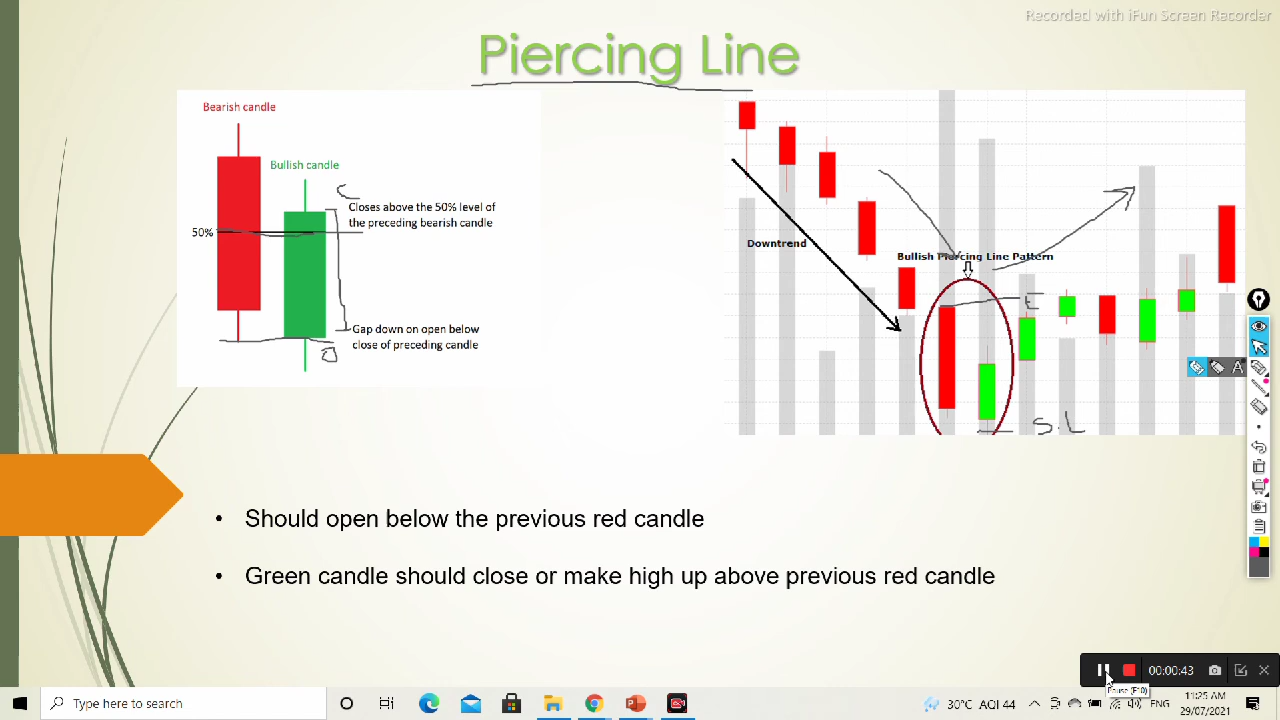 Recorded with iFun Screen Recorder
Piercing Line
Bearish candle
Bullish candle
C
Closes above the 50% level of
the preceding bearish candle
50%
Gap down on open below
close of preceding candle
O
Downtrend
Bullish Piercing Line Pattern
E
S.L
A
• Should open below the previous red candle
• Green candle should close or make high up above previous red candle
00:00:43
Pause (F10)
Type here to search
30°C AQI 44
ENG
11:25 AM
29/07/2021